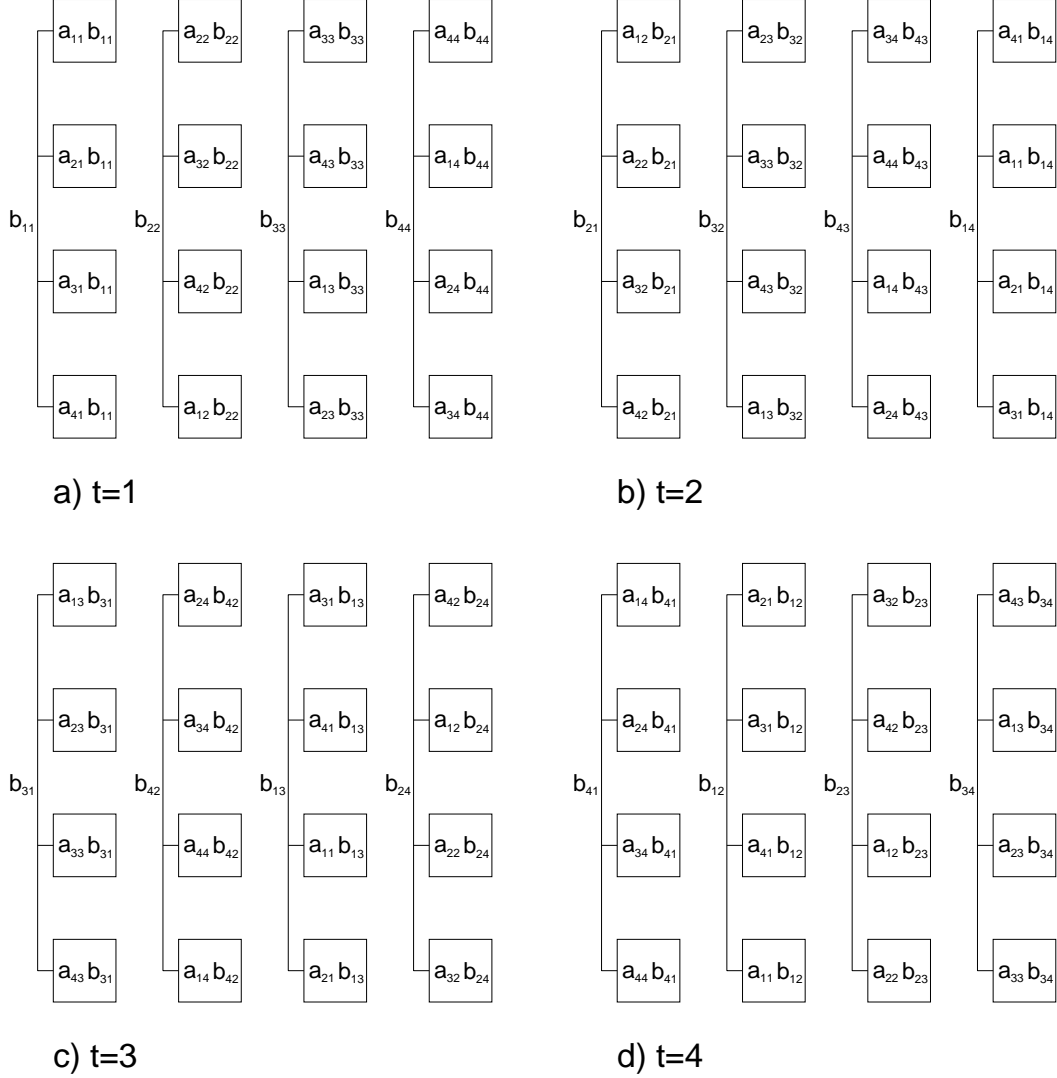 a₁₁ b₁₁ a₂₂ b₂₂ a₃₃ b₃₃ a₄₄ b₄₄
a₂₁ b₁₁ a₃₂ b₂₂ a₄₃ b₃₃ a₁₄ b₄₄
b₁₁ b₂₂ b₃₃ b₄₄
a₃₁ b₁₁ a₄₂ b₂₂ a₁₃ b₃₃ a₂₄ b₄₄
a₄₁ b₁₁ a₁₂ b₂₂ a₂₃ b₃₃ a₃₄ b₄₄
a) t=1
a₁₂ b₂₁ a₂₃ b₃₂ a₃₄ b₄₃ a₄₁ b₁₄
a₂₂ b₂₁ a₃₃ b₃₂ a₄₄ b₄₃ a₁₁ b₁₄
b₂₁ b₃₂ b₄₃ b₁₄
a₃₂ b₂₁ a₄₃ b₃₂ a₁₄ b₄₃ a₂₁ b₁₄
a₄₂ b₂₁ a₁₃ b₃₂ a₂₄ b₄₃ a₃₁ b₁₄
b) t=2
a₁₃ b₃₁ a₂₄ b₄₂ a₃₁ b₁₃ a₄₂ b₂₄
a₂₃ b₃₁ a₃₄ b₄₂ a₄₁ b₁₃ a₁₂ b₂₄
b₃₁ b₄₂ b₁₃ b₂₄
a₃₃ b₃₁ a₄₄ b₄₂ a₁₁ b₁₃ a₂₂ b₂₄
a₄₃ b₃₁ a₁₄ b₄₂ a₂₁ b₁₃ a₃₂ b₂₄
c) t=3
a₁₄ b₄₁ a₂₁ b₁₂ a₃₂ b₂₃ a₄₃ b₃₄
a₂₄ b₄₁ a₃₁ b₁₂ a₄₂ b₂₃ a₁₃ b₃₄
b₄₁ b₁₂ b₂₃ b₃₄
a₃₄ b₄₁ a₄₁ b₁₂ a₁₂ b₂₃ a₂₃ b₃₄
a₄₄ b₄₁ a₁₁ b₁₂ a₂₂ b₂₃ a₃₃ b₃₄
d) t=4